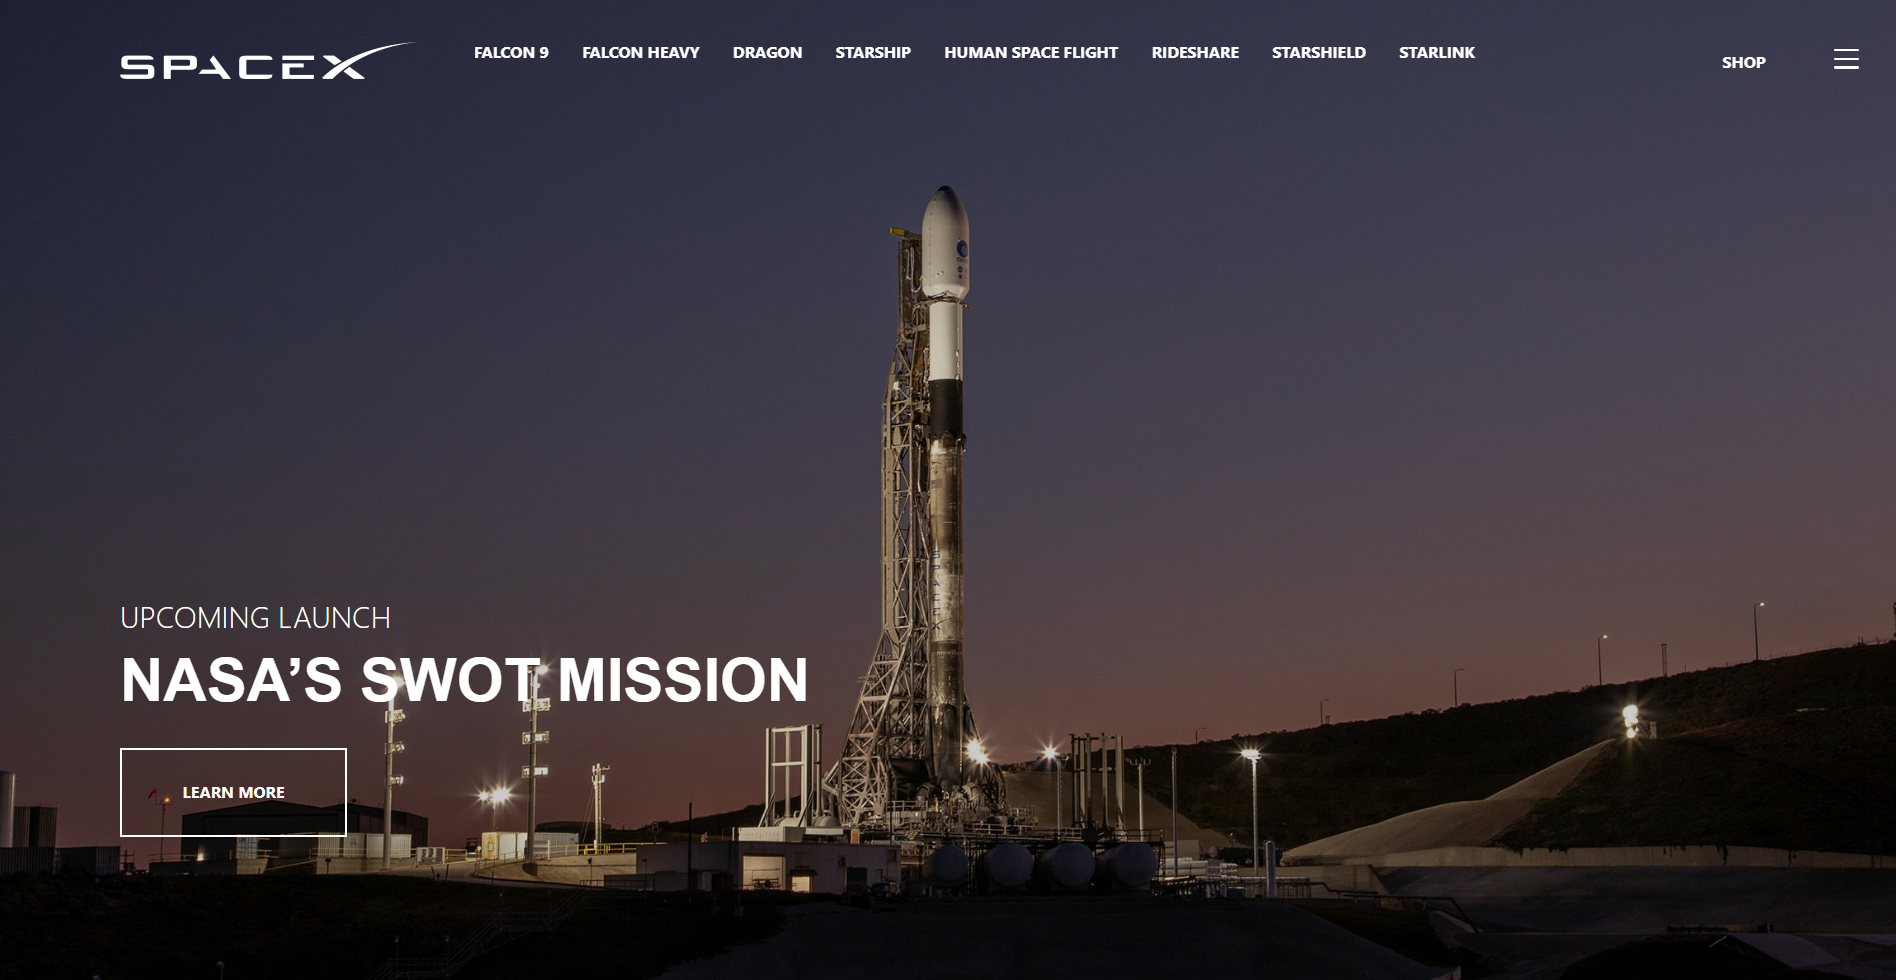 SPACEX
FALCON 9 FALCON HEAVY DRAGON STARSHIP HUMAN SPACE FLIGHT RIDESHARE STARSHIELD STARLINK
SHOP
SPACEX
UPCOMING LAUNCH
NASA’S SWOT MISSION
LEARN MORE